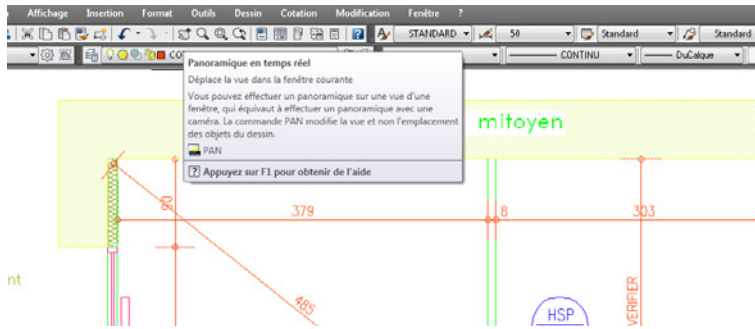 Affichage Insertion Format Outils Dessin Cotation Modification Fenêtre ?
STANDARD 50 Standard Standard
CONTINU DuCalque
Panoramique en temps réel
Déplace la vue dans la fenêtre courante
Vous pouvez effectuer un panoramique sur une vue d'une
fenêtre, qui équivaut à effectuer un panoramique avec une
caméra. La commande PAN modifie la vue et non l'emplacement
des objets du dessin.
PAN
Appuyez sur F1 pour obtenir de l'aide
mitoyen
90
379 8 303
485
nt
HSP
VERIFIER